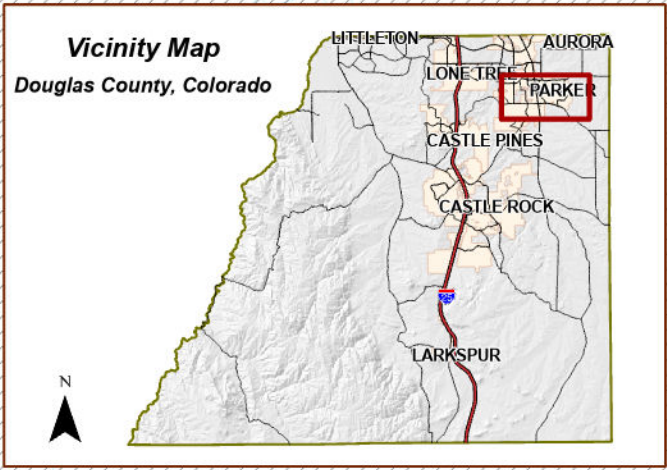 Vicinity Map
Douglas County, Colorado
LITTLETON
AURORA
LONE TREE
PARKER
CASTLE PINES
CASTLE ROCK
25
LARKSPUR
N